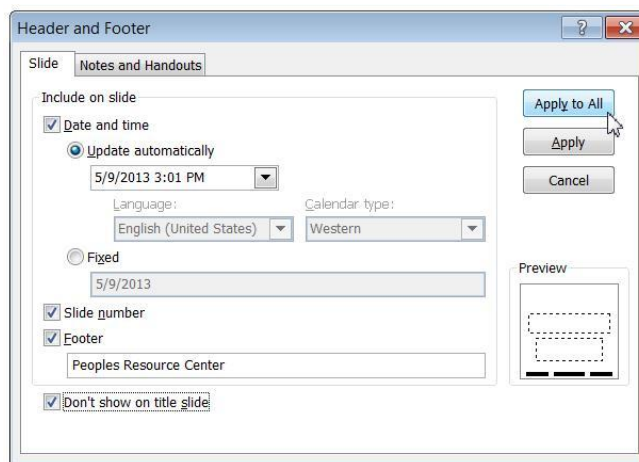 Header and Footer
Slide
Notes and Handouts
Include on slide
Date and time
Update automatically
5/9/2013 3:01 PM
Language:
Calendar type:
English (United States)
Western
Fixed
5/9/2013
Slide number
Footer
Peoples Resource Center
Don't show on title slide
Apply to All
Apply
Cancel
Preview